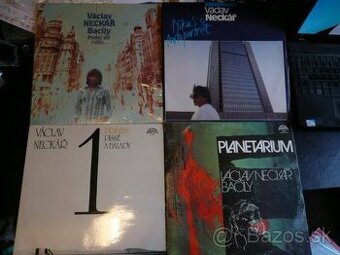 Václav
NECKÁŘ
Bacily
Podej mi
ruku...
Václav
Neckář
VÁCLAV
NECKÁŘ
1
PÍSNĚ
& BALADY
PLANETARIUM
VÁCLAV NECKÁŘ
BACILY
Bazos.sk